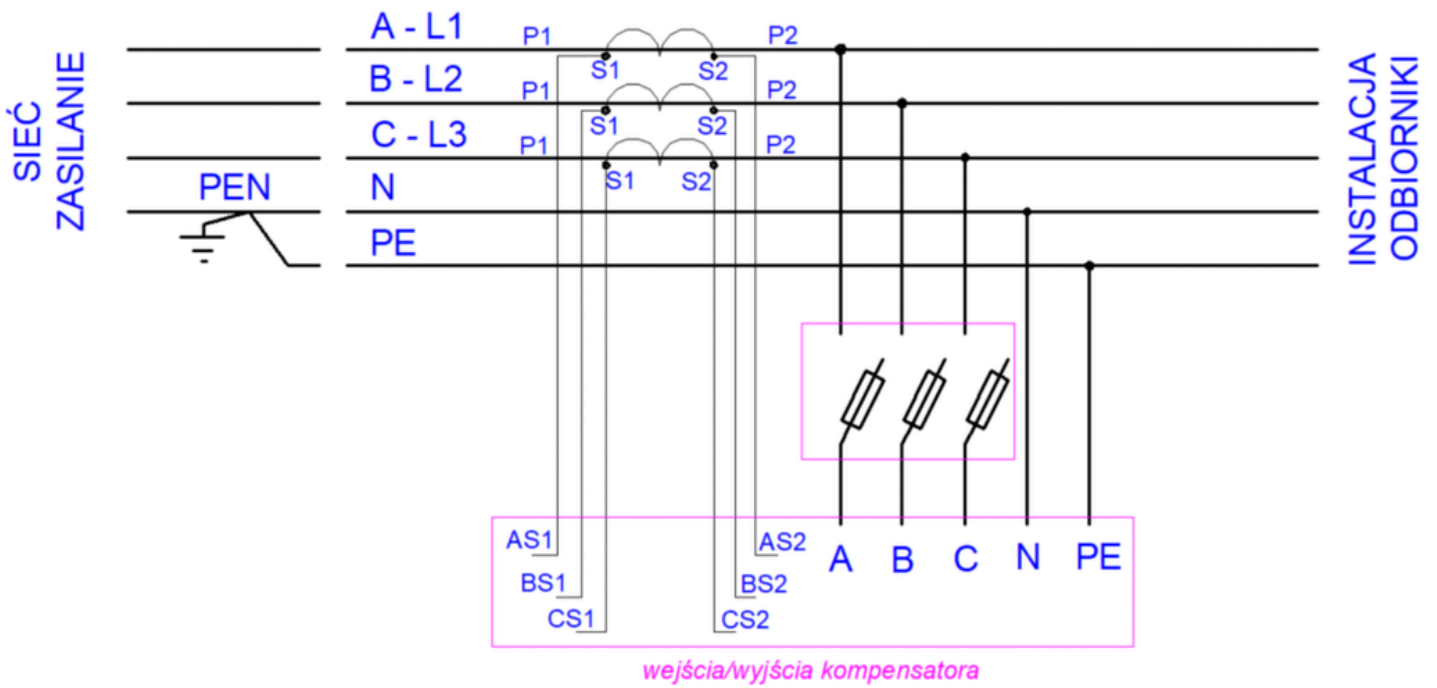 SIEĆ
ZASILANIE
A - L1
P1
P2
S1
S2
B - L2
P1
P2
S1
S2
C - L3
P1
P2
S1
S2
PEN
N
PE
INSTALACJA
ODBIORNIKI
AS1
AS2
BS1
BS2
CS1
CS2
A
B
C
N
PE
wejścia/wyjścia kompensatora